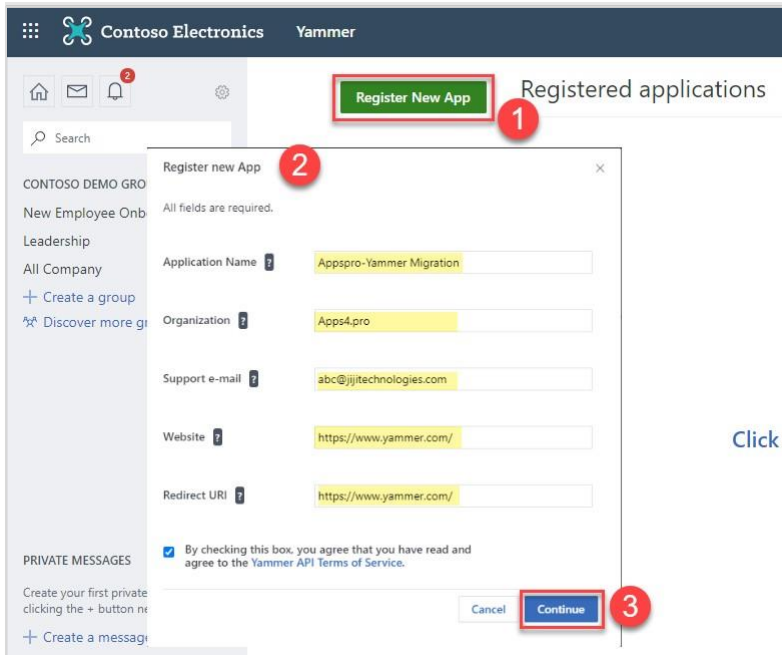 Contoso Electronics Yammer
2
Register New App
1
Registered applications
Search
CONTOSO DEMO GRO
New Employee Onb
Leadership
All Company
+ Create a group
Discover more gr
Register new App
2
×
All fields are required.
Application Name ?
Appspro-Yammer Migration
Organization ?
Apps4.pro
Support e-mail ?
abc@jijitechnologies.com
Website ?
https://www.yammer.com/
Redirect URI ?
https://www.yammer.com/
By checking this box, you agree that you have read and
agree to the Yammer API Terms of Service.
Cancel
Continue
3
Click
PRIVATE MESSAGES
Create your first private
clicking the + button ne
+ Create a message